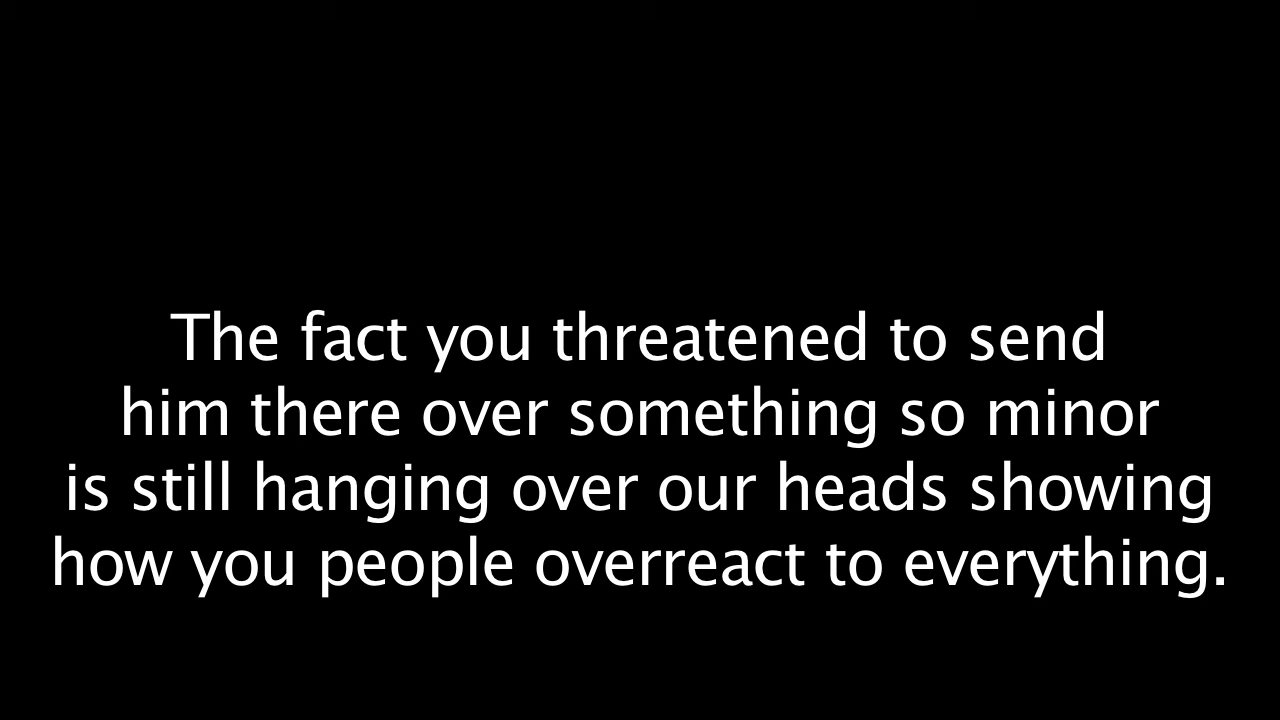 The fact you threatened to send
him there over something so minor
is still hanging over our heads showing
how you people overreact to everything.